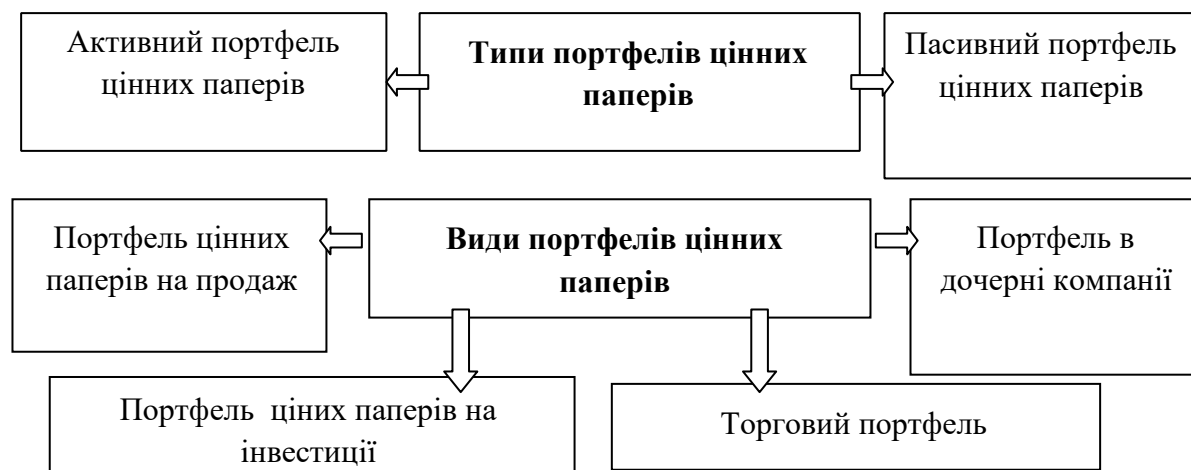 Активний портфель
цінних паперів
Типи портфелів цінних
паперів
Пасивний портфель
цінних паперів
Портфель цінних
паперів на продаж
Види портфелів цінних
паперів
Портфель в
дочерні компанії
Портфель  ціних паперів на
інвестиції
Торговий портфель